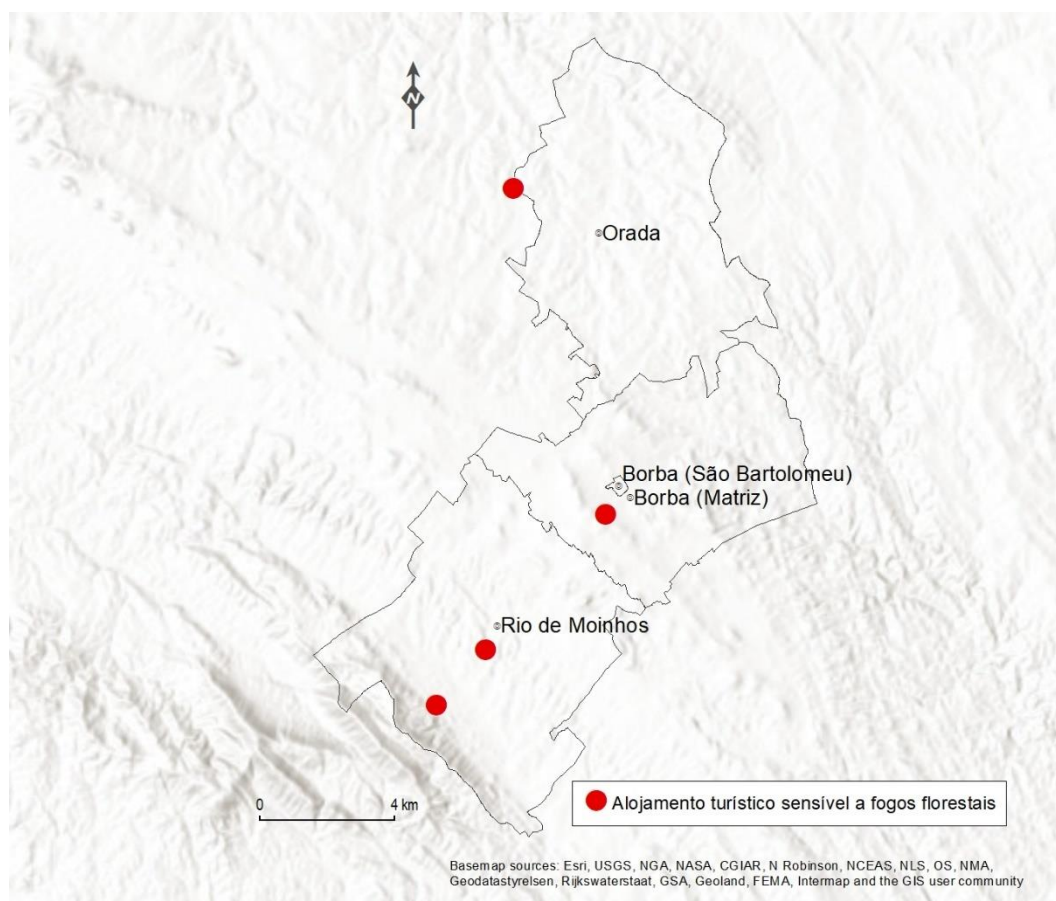 N
Orada
Borba (São Bartolomeu)
Borba (Matriz)
Rio de Moinhos
0 4 km
Alojamento turístico sensível a fogos florestais
Basemap sources: Esri, USGS, NGA, NASA, CGIAR, N Robinson, NCEAS, NLS, OS, NMA,
Geodatastyrelsen, Rijkswaterstaat, GSA, Geoland, FEMA, Intermap and the GIS user community